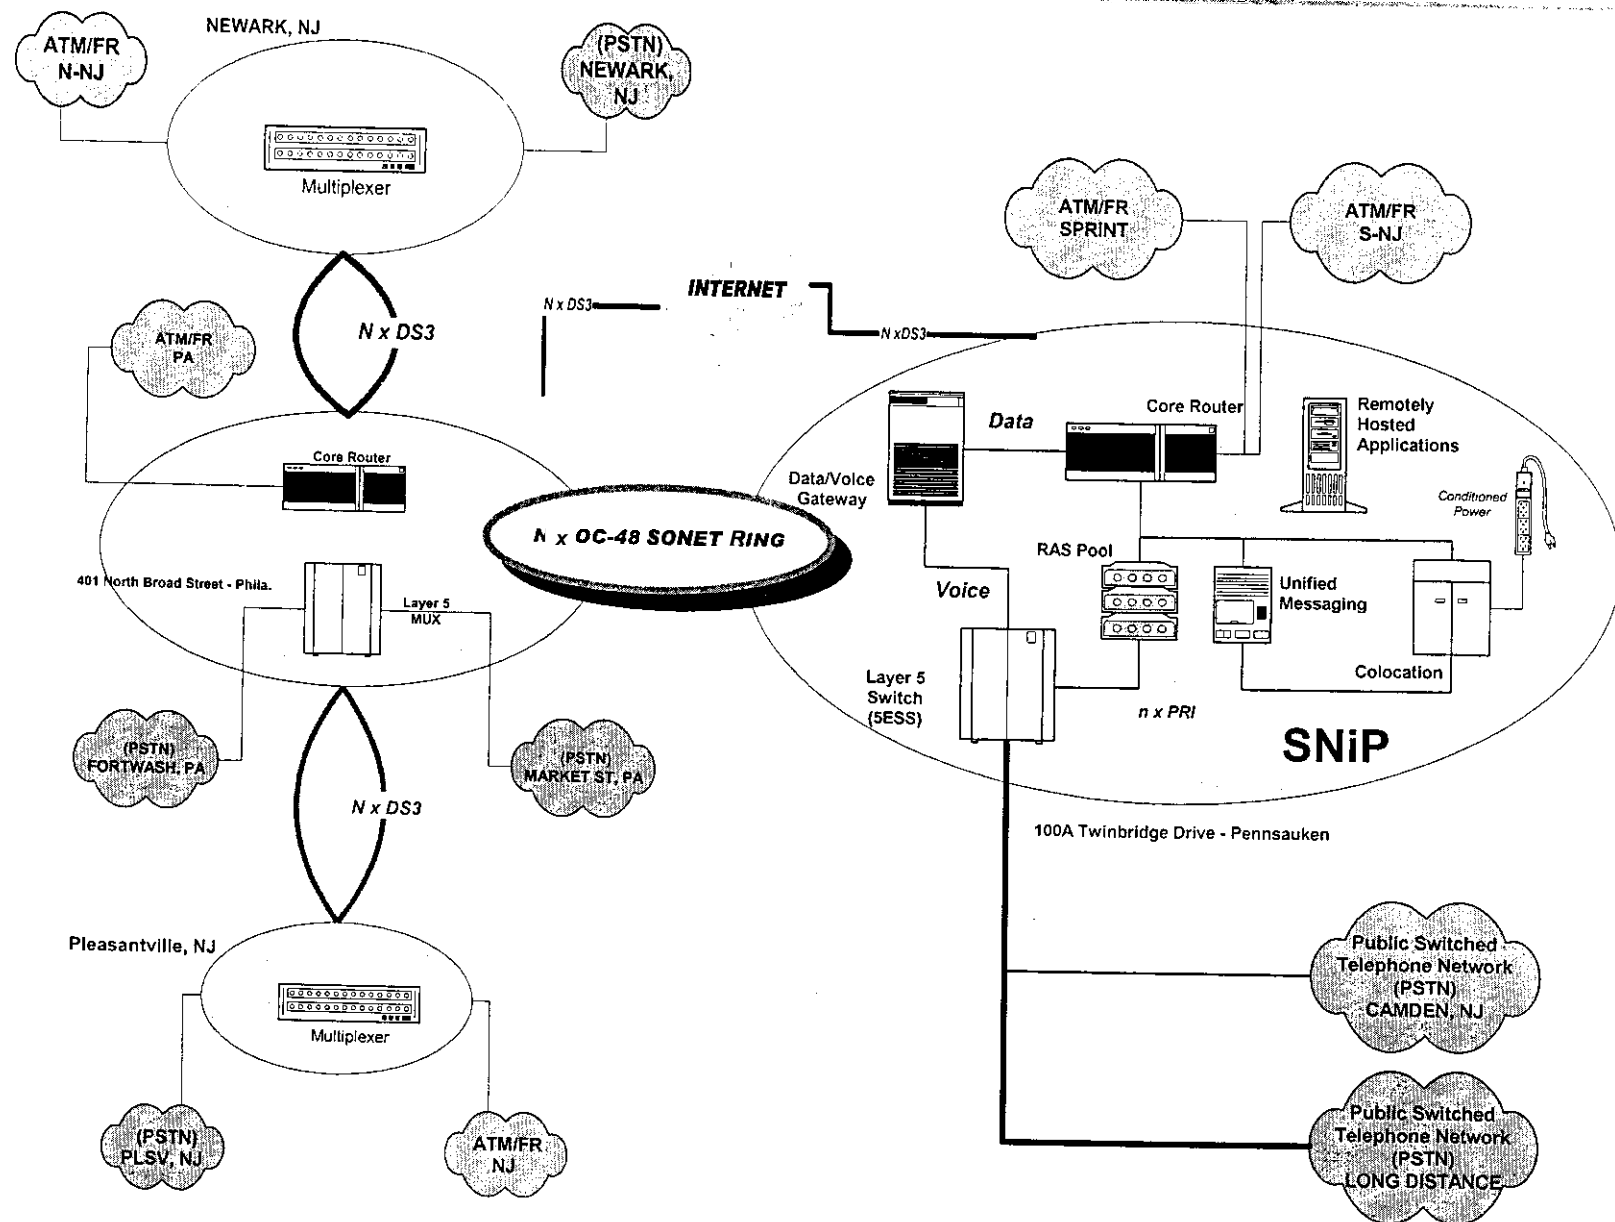 NEWARK, NJ
ATM/FR
N-NJ
(PSTN)
NEWARK,
NJ
Multiplexer
ATM/FR
SPRINT
ATM/FR
S-NJ
N x DS3
INTERNET
N x DS3
N xDS3
ATM/FR
PA
Core Router
Data
Core Router
Remotely
Hosted
Applications
Data/Voice
Gateway
Conditioned
Power
N x OC-48 SONET RING
RAS Pool
401 North Broad Street - Phila.
Layer 5
MUX
Voice
Unified
Messaging
Layer 5
Switch
(5ESS)
n x PRI
Colocation
SNiP
(PSTN)
FORTWASH, PA
(PSTN)
MARKET ST, PA
N x DS3
100A Twinbridge Drive - Pennsauken
Pleasantville, NJ
Multiplexer
Public Switched
Telephone Network
(PSTN)
CAMDEN, NJ
(PSTN)
PLSV, NJ
ATM/FR
NJ
Public Switched
Telephone Network
(PSTN)
LONG DISTANCE